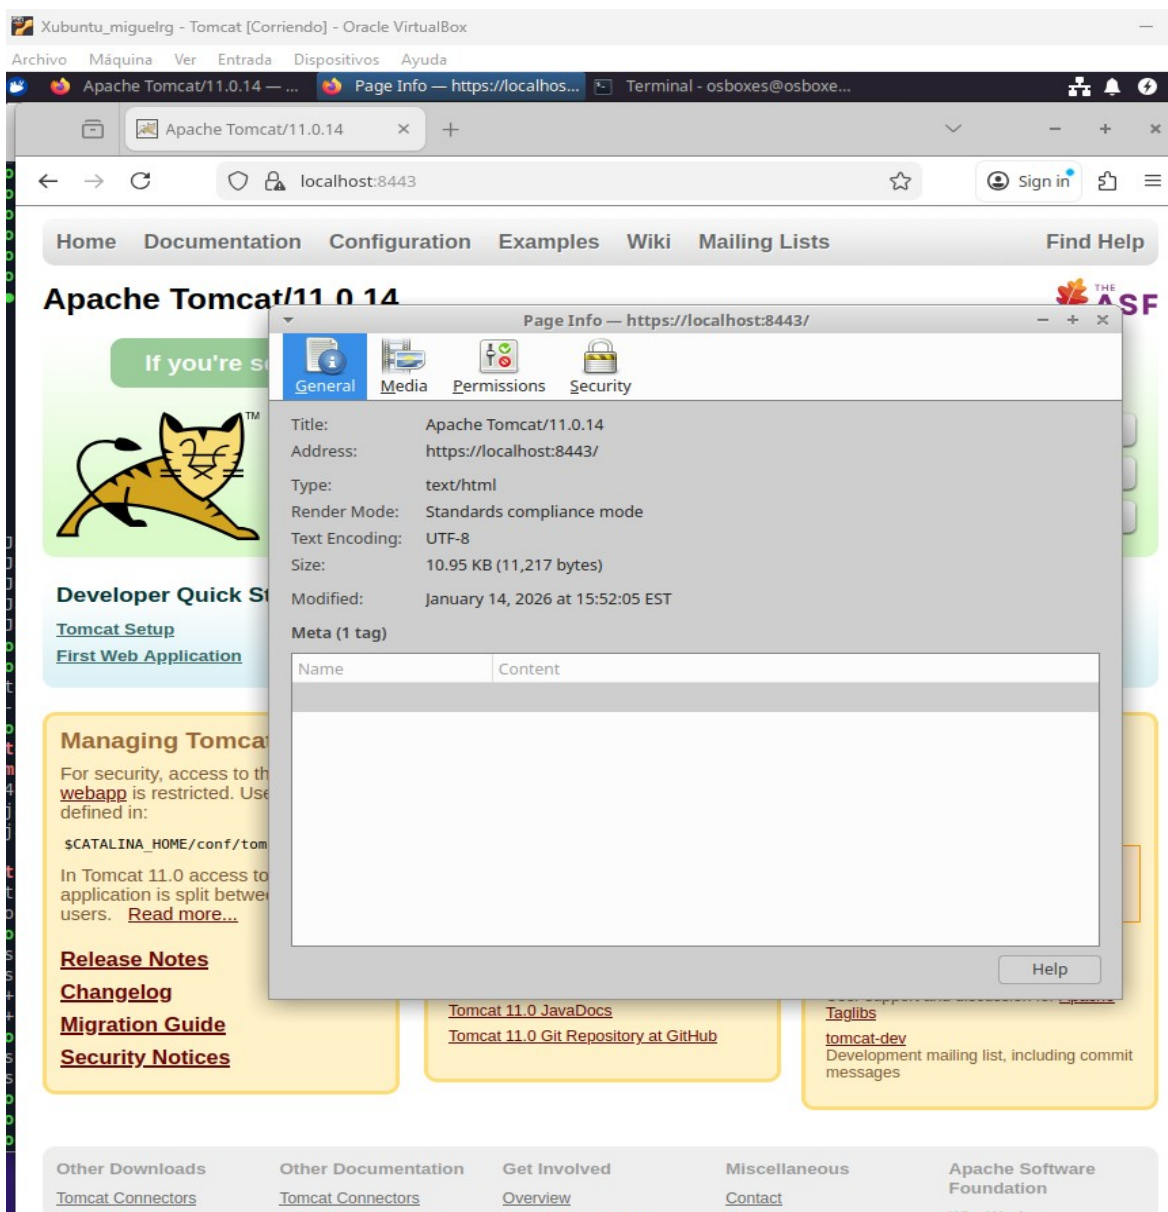 Xubuntu_miguelrg - Tomcat [Corriendo] - Oracle VirtualBox
Archivo Máquina Ver Entrada Dispositivos Ayuda
Apache Tomcat/11.0.14 — ... Page Info — https://localhos... Terminal - osboxes@osboxe...
Apache Tomcat/11.0.14
localhost:8443 Sign in
Home Documentation Configuration Examples Wiki Mailing Lists Find Help
Apache Tomcat/11.0.14
THE
ASF
If you're s
TM
Page Info — https://localhost:8443/
General Media Permissions Security
Title: Apache Tomcat/11.0.14
Address: https://localhost:8443/
Type: text/html
Render Mode: Standards compliance mode
Text Encoding: UTF-8
Size: 10.95 KB (11,217 bytes)
Modified: January 14, 2026 at 15:52:05 EST
Meta (1 tag)
Name Content
Help
Developer Quick St
Tomcat Setup
First Web Application
Managing Tomca
For security, access to th
webapp is restricted. Use
defined in:
$CATALINA_HOME/conf/tom
In Tomcat 11.0 access to
application is split betwee
users. Read more...
Release Notes
Changelog
Migration Guide
Security Notices
Tomcat 11.0 JavaDocs
Tomcat 11.0 Git Repository at GitHub
User support and discussion for Apache
Taglibs
tomcat-dev
Development mailing list, including commit
messages
Other Downloads
Tomcat Connectors
Other Documentation
Tomcat Connectors
Get Involved
Overview
Miscellaneous
Contact
Apache Software
Foundation